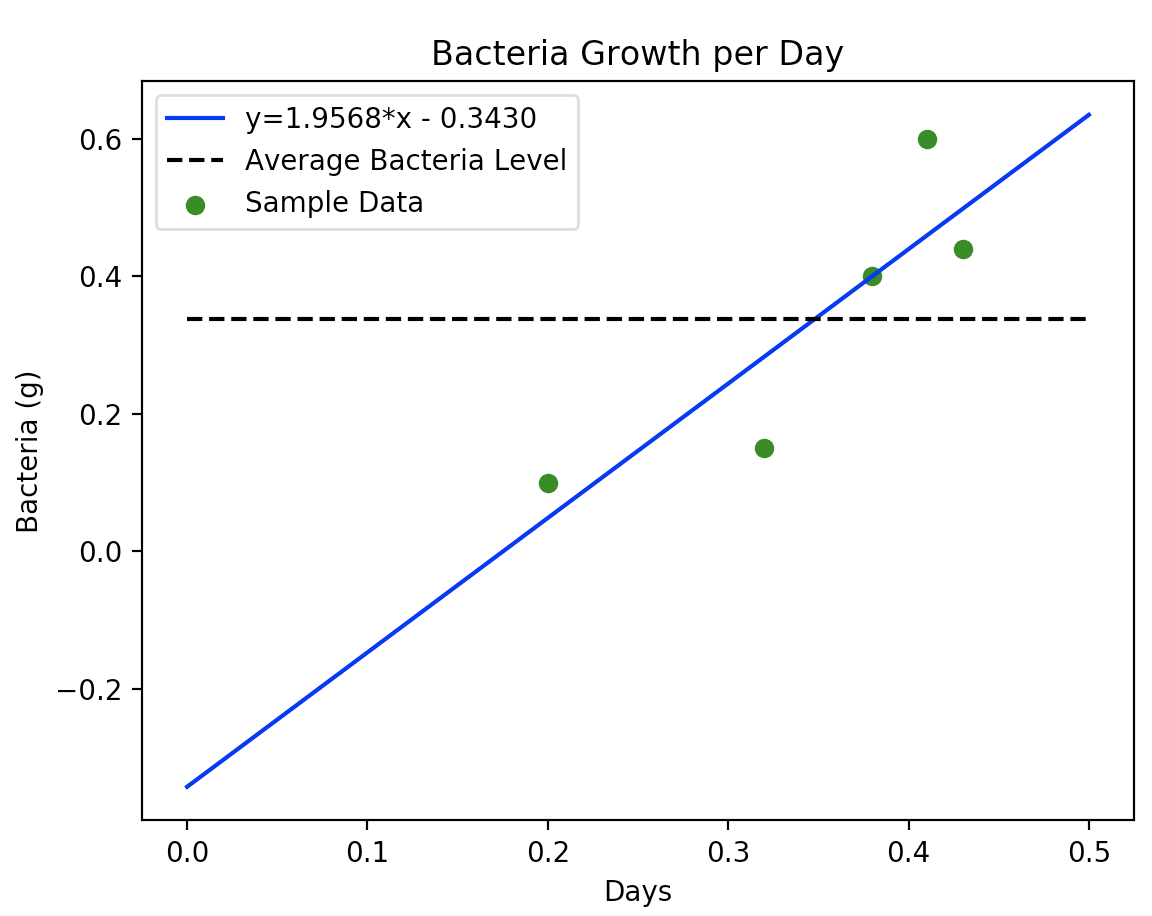 Bacteria Growth per Day
y=1.9568*x - 0.3430
Average Bacteria Level
Sample Data
0.6
0.4
0.2
0.0
−0.2
Bacteria (g)
0.0 0.1 0.2 0.3 0.4 0.5
Days